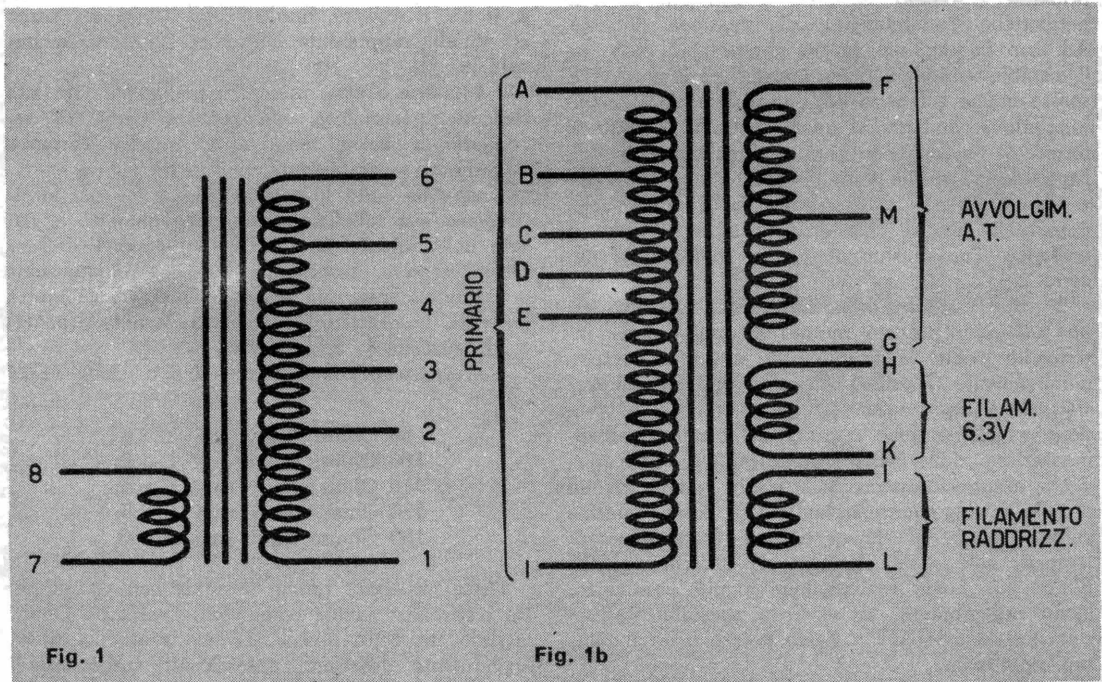 6
5
4
3
2
1
8
7
Fig. 1
PRIMARIO
A
B
C
D
E
I
F
M
G
H
K
I
L
AVVOLGIM.
A.T.
FILAM.
6.3V
FILAMENTO
RADDRIZZ.
Fig. 1b